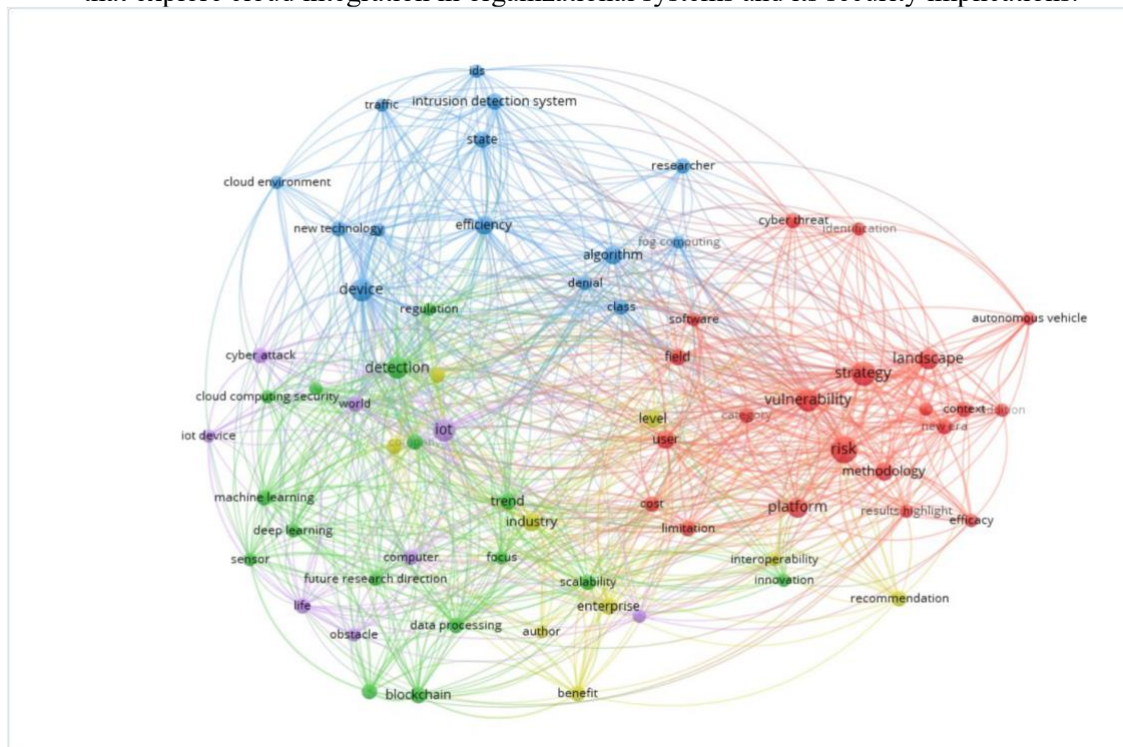 that explore cloud integration in organizational systems and its security implications.
ids
traffic
intrusion detection system
state
researcher
cloud environment
cyber threat
identification
new technology
efficiency
fog computing
algorithm
denial
device
class
regulation
software
autonomous vehicle
cyber attack
field
landscape
detection
strategy
cloud computing security
world
vulnerability
level
category
context
new era
iot device
iot
user
risk
methodology
machine learning
trend
cost
platform
results highlight
industry
efficacy
deep learning
limitation
sensor
computer
focus
interoperability
future research direction
scalability
innovation
life
enterprise
recommendation
obstacle
data processing
author
blockchain
benefit